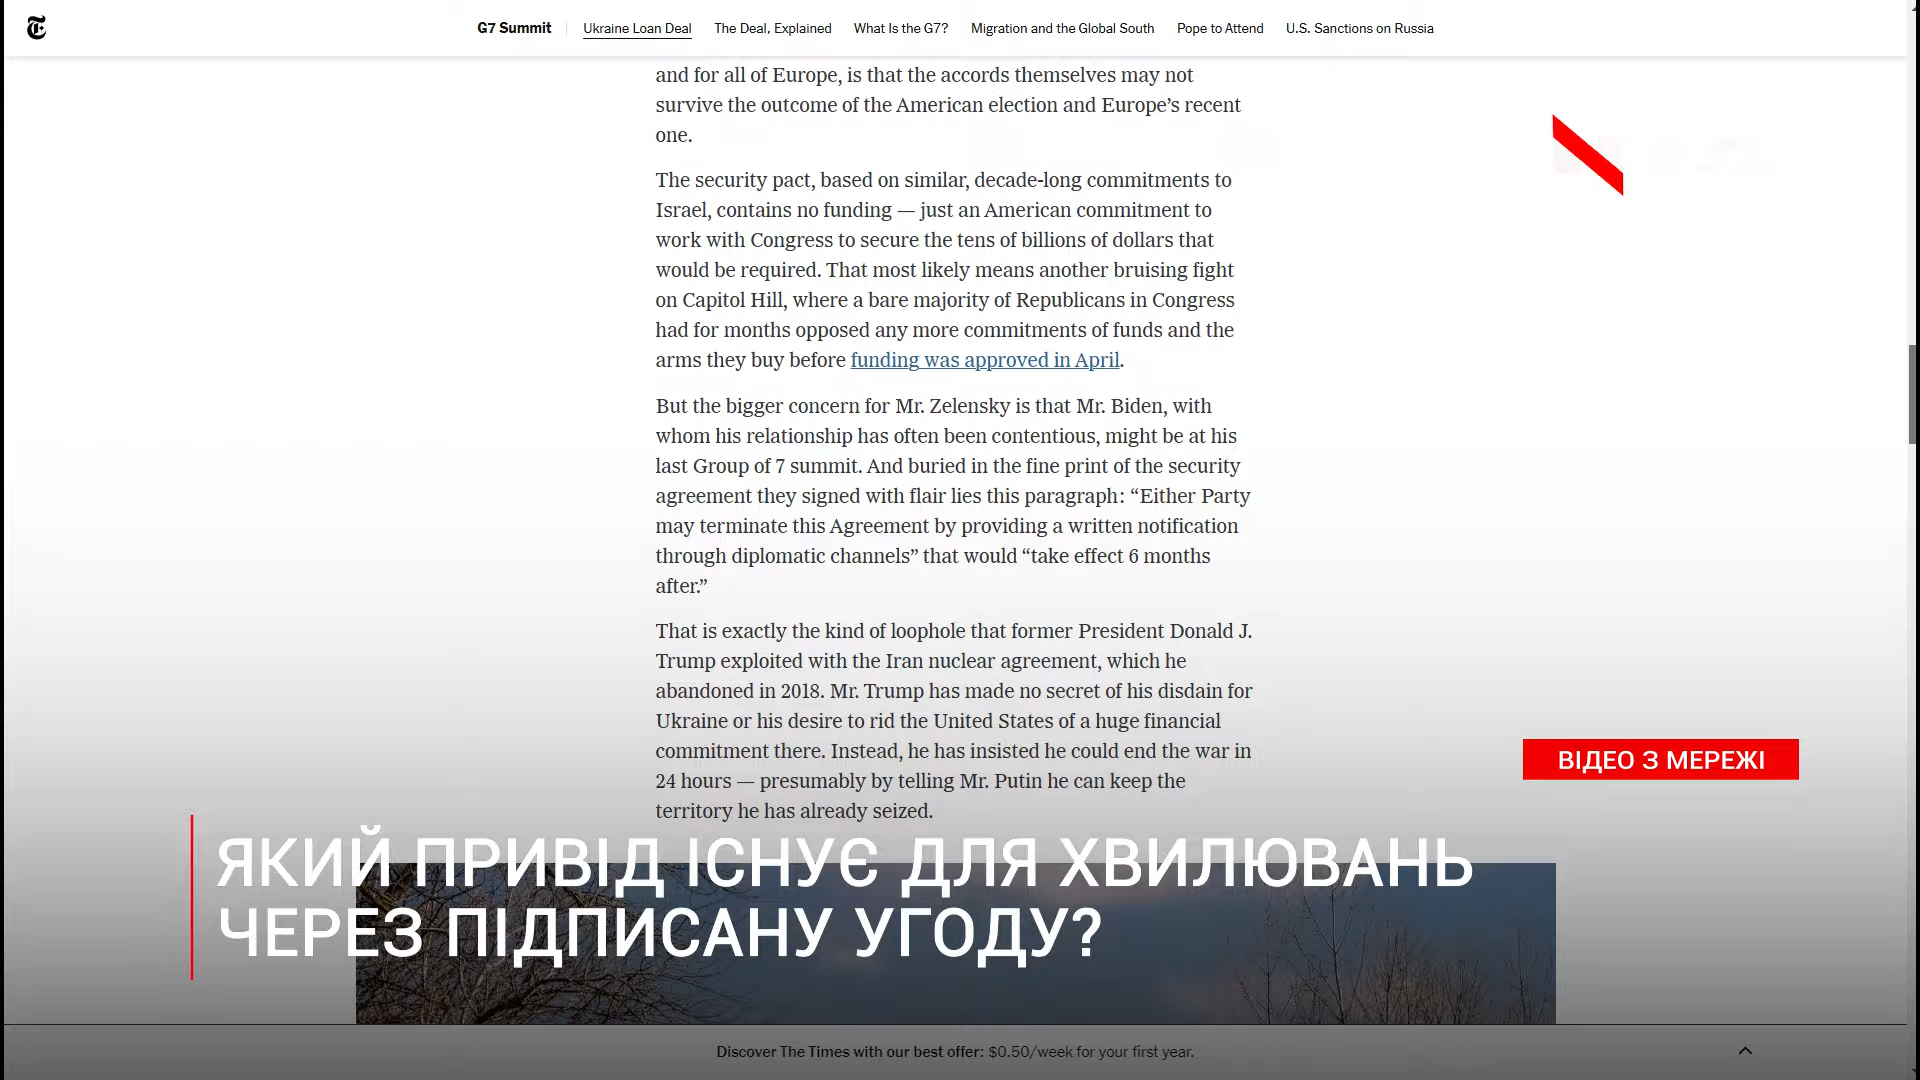 G7 Summit
Ukraine Loan Deal
The Deal, Explained
What Is the G7?
Migration and the Global South
Pope to Attend
U.S. Sanctions on Russia
and for all of Europe, is that the accords themselves may not
survive the outcome of the American election and Europe’s recent
one.
The security pact, based on similar, decade-long commitments to
Israel, contains no funding — just an American commitment to
work with Congress to secure the tens of billions of dollars that
would be required. That most likely means another bruising fight
on Capitol Hill, where a bare majority of Republicans in Congress
had for months opposed any more commitments of funds and the
arms they buy before funding was approved in April.
But the bigger concern for Mr. Zelensky is that Mr. Biden, with
whom his relationship has often been contentious, might be at his
last Group of 7 summit. And buried in the fine print of the security
agreement they signed with flair lies this paragraph: “Either Party
may terminate this Agreement by providing a written notification
through diplomatic channels” that would “take effect 6 months
after.”
That is exactly the kind of loophole that former President Donald J.
Trump exploited with the Iran nuclear agreement, which he
abandoned in 2018. Mr. Trump has made no secret of his disdain for
Ukraine or his desire to rid the United States of a huge financial
commitment there. Instead, he has insisted he could end the war in
24 hours — presumably by telling Mr. Putin he can keep the
territory he has already seized.
ВІДЕО З МЕРЕЖІ
ЯКИЙ ПРИВІД ІСНУЄ ДЛЯ ХВИЛЮВАНЬ
ЧЕРЕЗ ПІДПИСАНУ УГОДУ?
Discover The Times with our best offer: $0.50/week for your first year.